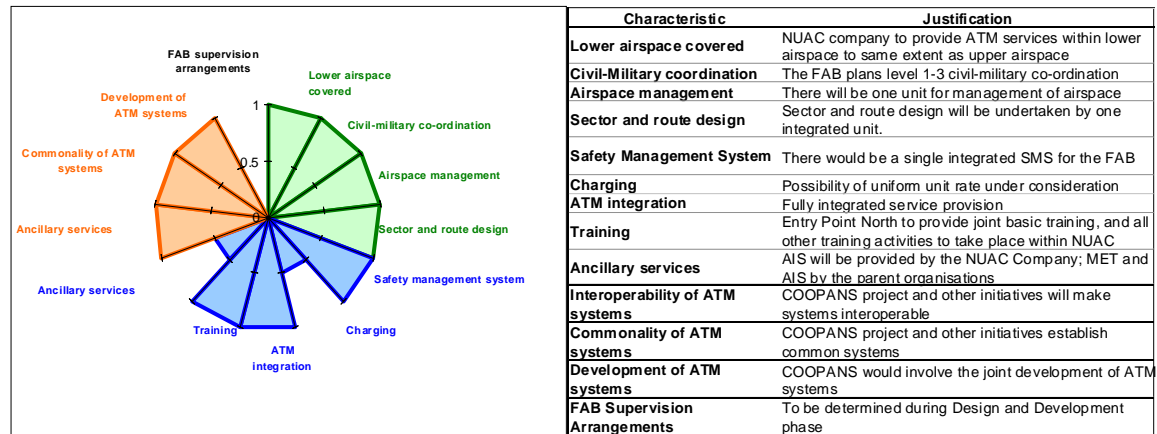 FAB supervision
arrangements
Lower airspace
covered
Development of
ATM systems
1
Civil-military co-ordination
Commonality of ATM
systems
0.5
Airspace management
0
Ancillary services
Sector and route design
Safety management system
Ancillary services
Training
Charging
ATM
integration
Characteristic Justification
Lower airspace covered NUAC company to provide ATM services within lower
airspace to same extent as upper airspace
Civil-Military coordination The FAB plans level 1-3 civil-military co-ordination
Airspace management There will be one unit for management of airspace
Sector and route design Sector and route design will be undertaken by one
integrated unit.
Safety Management System There would be a single integrated SMS for the FAB
Charging Possibility of uniform unit rate under consideration
ATM integration Fully integrated service provision
Training Entry Point North to provide joint basic training, and all
other training activities to take place within NUAC
Ancillary services AIS will be provided by the NUAC Company; MET and
AIS by the parent organisations
Interoperability of ATM COOPANS project and other initiatives will make
systems systems interoperable
Commonality of ATM COOPANS project and other initiatives establish
systems common systems
Development of ATM COOPANS would involve the joint development of ATM
systems systems
FAB Supervision To be determined during Design and Development
Arrangements phase